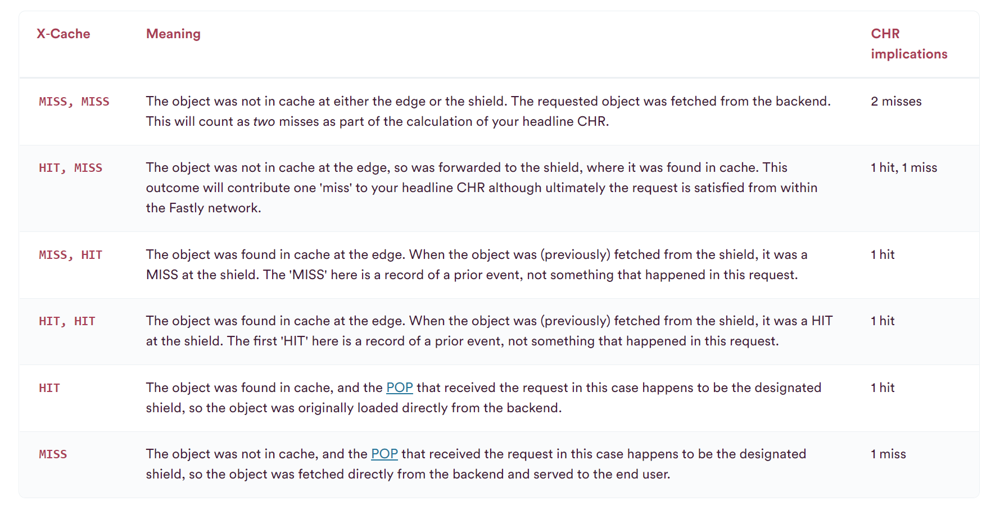 X-Cache Meaning CHR
implications
MISS, MISS The object was not in cache at either the edge or the shield. The requested object was fetched from the backend. 2 misses
This will count as two misses as part of the calculation of your headline CHR.
HIT, MISS The object was not in cache at the edge, so was forwarded to the shield, where it was found in cache. This 1 hit, 1 miss
outcome will contribute one 'miss' to your headline CHR although ultimately the request is satisfied from within
the Fastly network.
MISS, HIT The object was found in cache at the edge. When the object was (previously) fetched from the shield, it was a 1 hit
MISS at the shield. The 'MISS' here is a record of a prior event, not something that happened in this request.
HIT, HIT The object was found in cache at the edge. When the object was (previously) fetched from the shield, it was a HIT 1 hit
at the shield. The first 'HIT' here is a record of a prior event, not something that happened in this request.
HIT The object was found in cache, and the POP that received the request in this case happens to be the designated 1 hit
shield, so the object was originally loaded directly from the backend.
MISS The object was not in cache, and the POP that received the request in this case happens to be the designated 1 miss
shield, so the object was fetched directly from the backend and served to the end user.